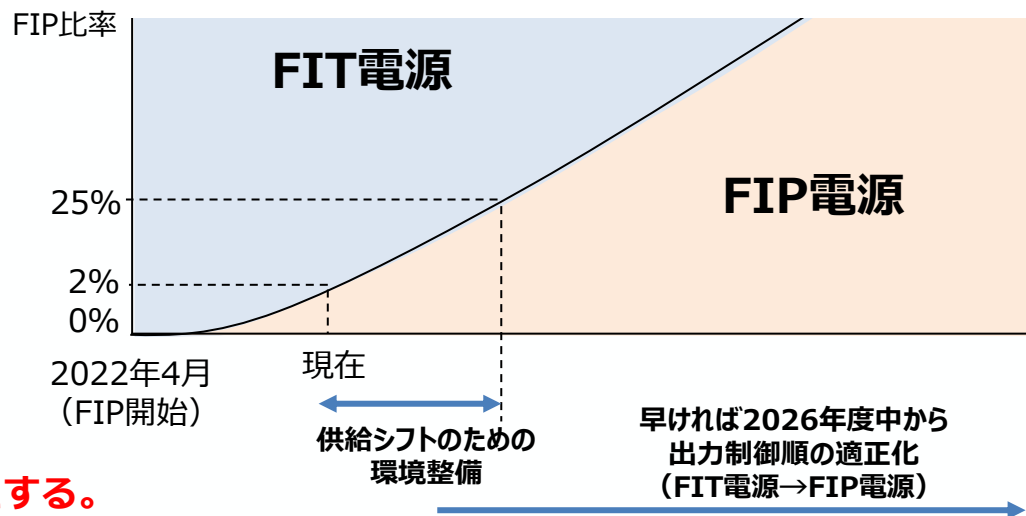 FIP比率
FIT電源
25%
FIP電源
2%
0%
2022年4月
（FIP開始）
現在
供給シフトのための
環境整備
早ければ2026年度中から
出力制御順の適正化
（FIT電源→FIP電源）
する。